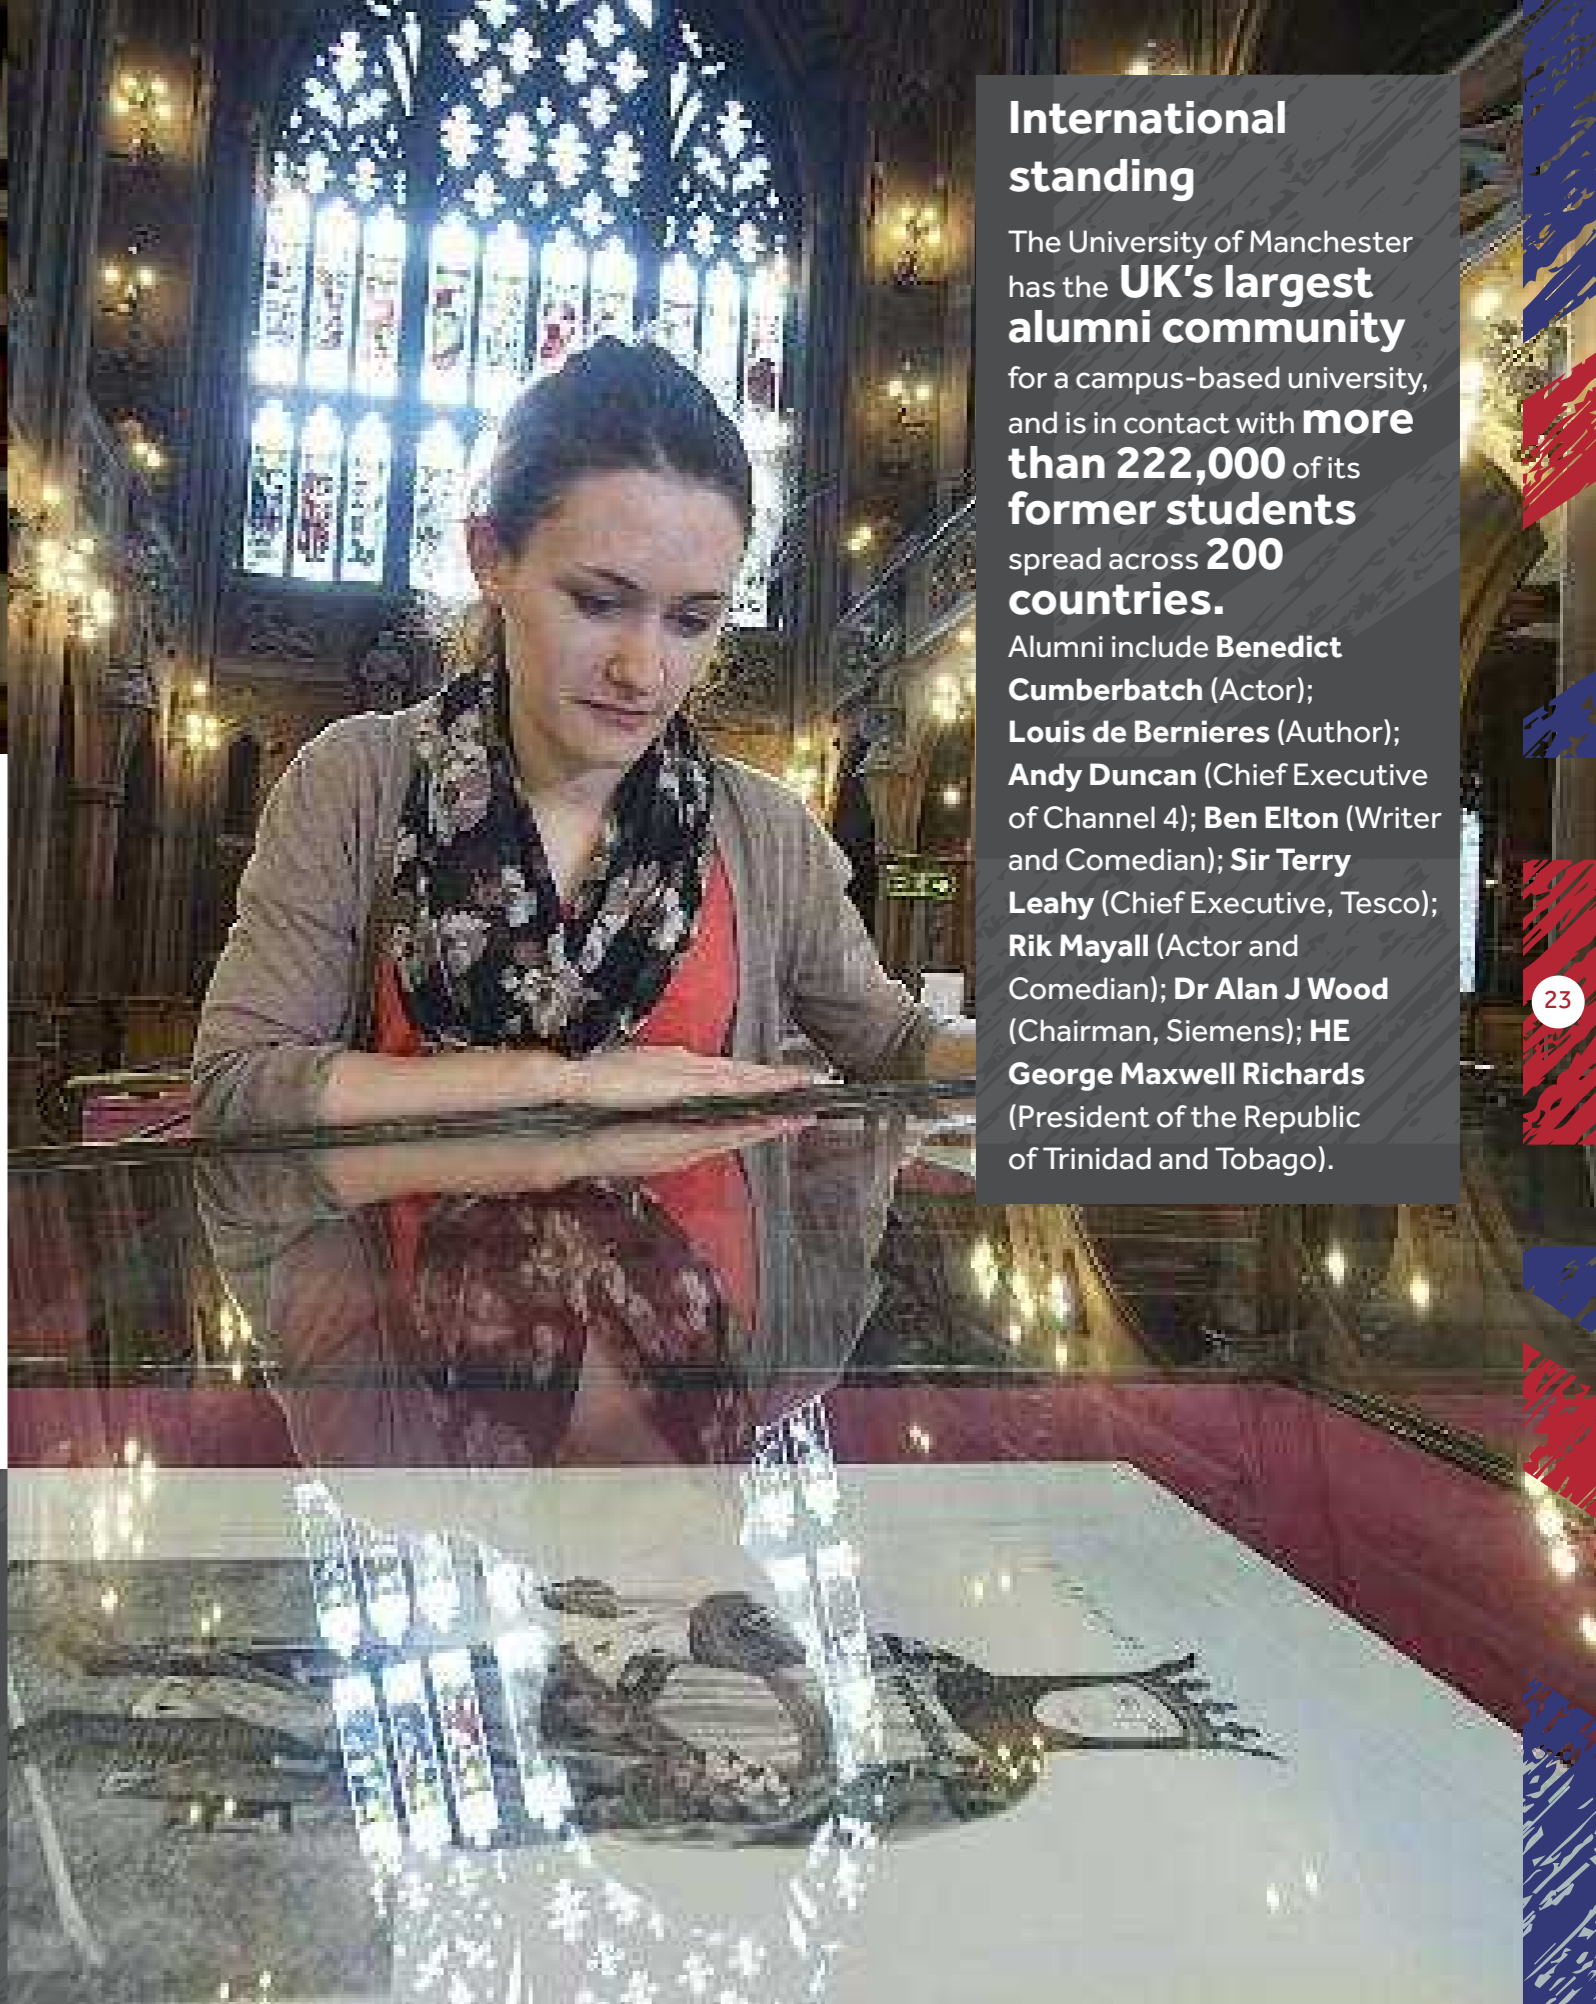 International
standing
The University of Manchester
has the UK’s largest
alumni community
for a campus-based university,
and is in contact with more
than 222,000 of its
former students
spread across 200
countries.
Alumni include Benedict
Cumberbatch (Actor);
Louis de Bernieres (Author);
Andy Duncan (Chief Executive
of Channel 4); Ben Elton (Writer
and Comedian); Sir Terry
Leahy (Chief Executive, Tesco);
Rik Mayall (Actor and
Comedian); Dr Alan J Wood
(Chairman, Siemens); HE
George Maxwell Richards
(President of the Republic
of Trinidad and Tobago).
23